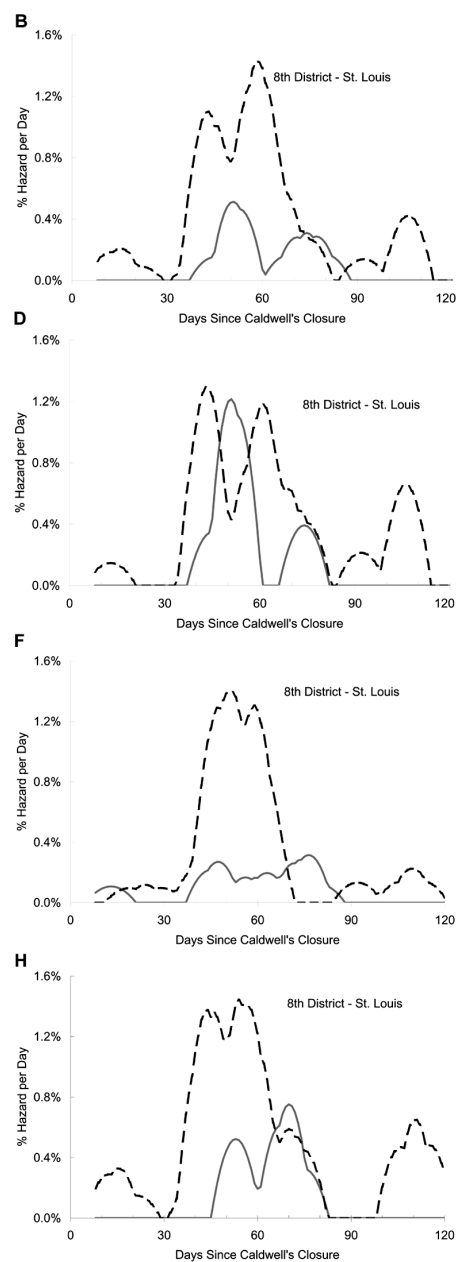 B
1.6%
8th District - St. Louis
1.2%
% Hazard per Day
0.8%
0.4%
0.0%
0 30 60 90 120
Days Since Caldwell's Closure
D
1.6%
8th District - St. Louis
1.2%
% Hazard per Day
0.8%
0.4%
0.0%
0 30 60 90 120
Days Since Caldwell's Closure
F
1.6%
8th District - St. Louis
1.2%
% Hazard per Day
0.8%
0.4%
0.0%
0 30 60 90 120
Days Since Caldwell's Closure
H
1.6%
8th District - St. Louis
1.2%
% Hazard per Day
0.8%
0.4%
0.0%
0 30 60 90 120
Days Since Caldwell's Closure